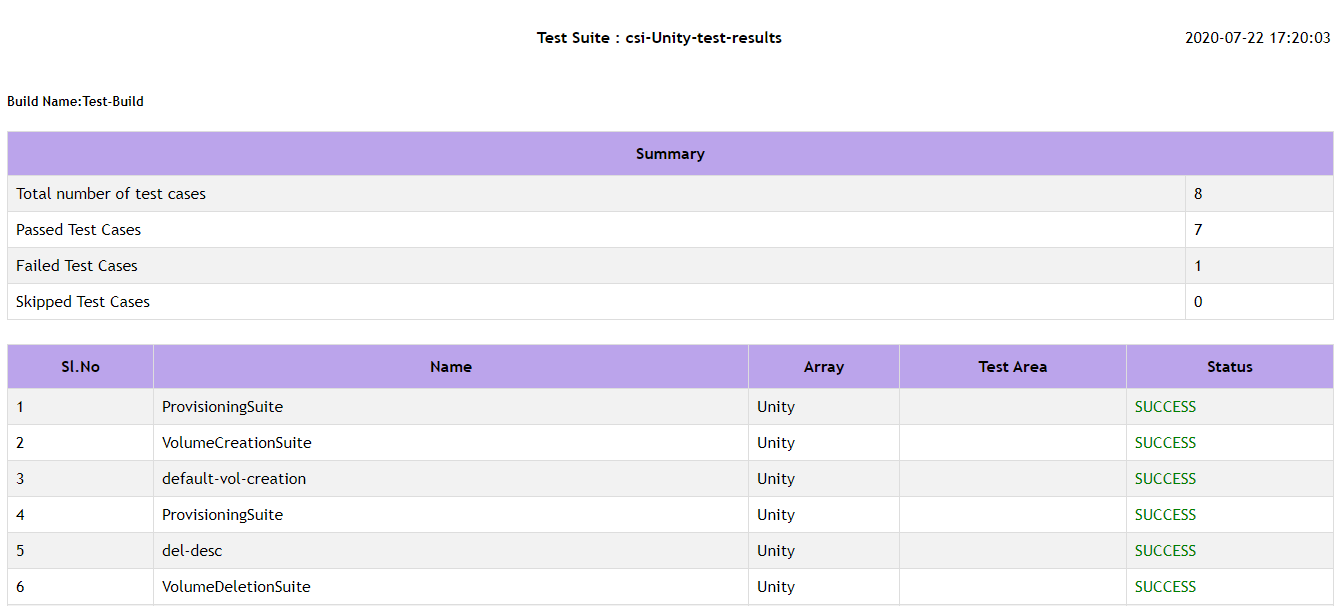 Test Suite : csi-Unity-test-results 2020-07-22 17:20:03
Build Name:Test-Build
Summary
Total number of test cases 8
Passed Test Cases 7
Failed Test Cases 1
Skipped Test Cases 0
Sl.No Name Array Test Area Status
1 ProvisioningSuite Unity SUCCESS
2 VolumeCreationSuite Unity SUCCESS
3 default-vol-creation Unity SUCCESS
4 ProvisioningSuite Unity SUCCESS
5 del-desc Unity SUCCESS
6 VolumeDeletionSuite Unity SUCCESS